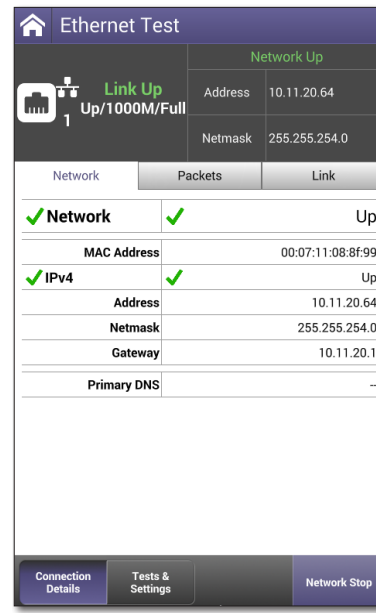 Ethernet Test
Network Up
Link Up
Up/1000M/Full
1
Address 10.11.20.64
Netmask 255.255.254.0
Network Packets Link
Network Up
MAC Address 00:07:11:08:8f:99
IPv4 Up
Address 10.11.20.64
Netmask 255.255.254.0
Gateway 10.11.20.1
Primary DNS --
Connection
Details
Tests &
Settings
Network Stop